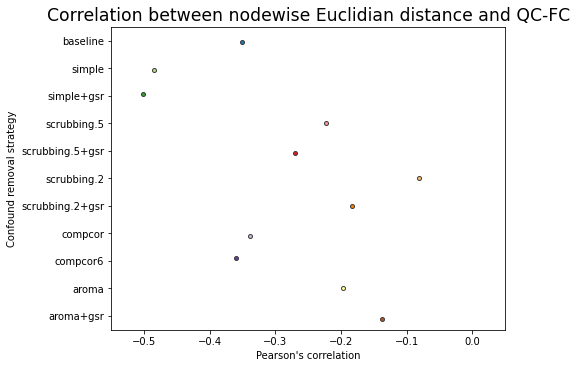 Correlation between nodewise Euclidian distance and QC-FC
baseline
simple
simple+gsr
scrubbing.5
scrubbing.5+gsr
scrubbing.2
scrubbing.2+gsr
compcor
compcor6
aroma
aroma+gsr
Confound removal strategy
−0.5 −0.4 −0.3 −0.2 −0.1 0.0
Pearson's correlation